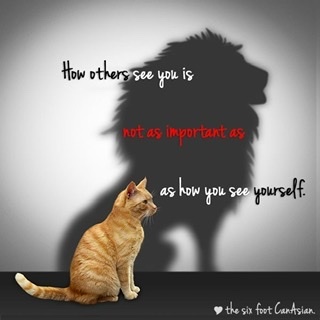 How others see you is
not as important as
as how you see yourself.
♥ the six foot CanAsian.